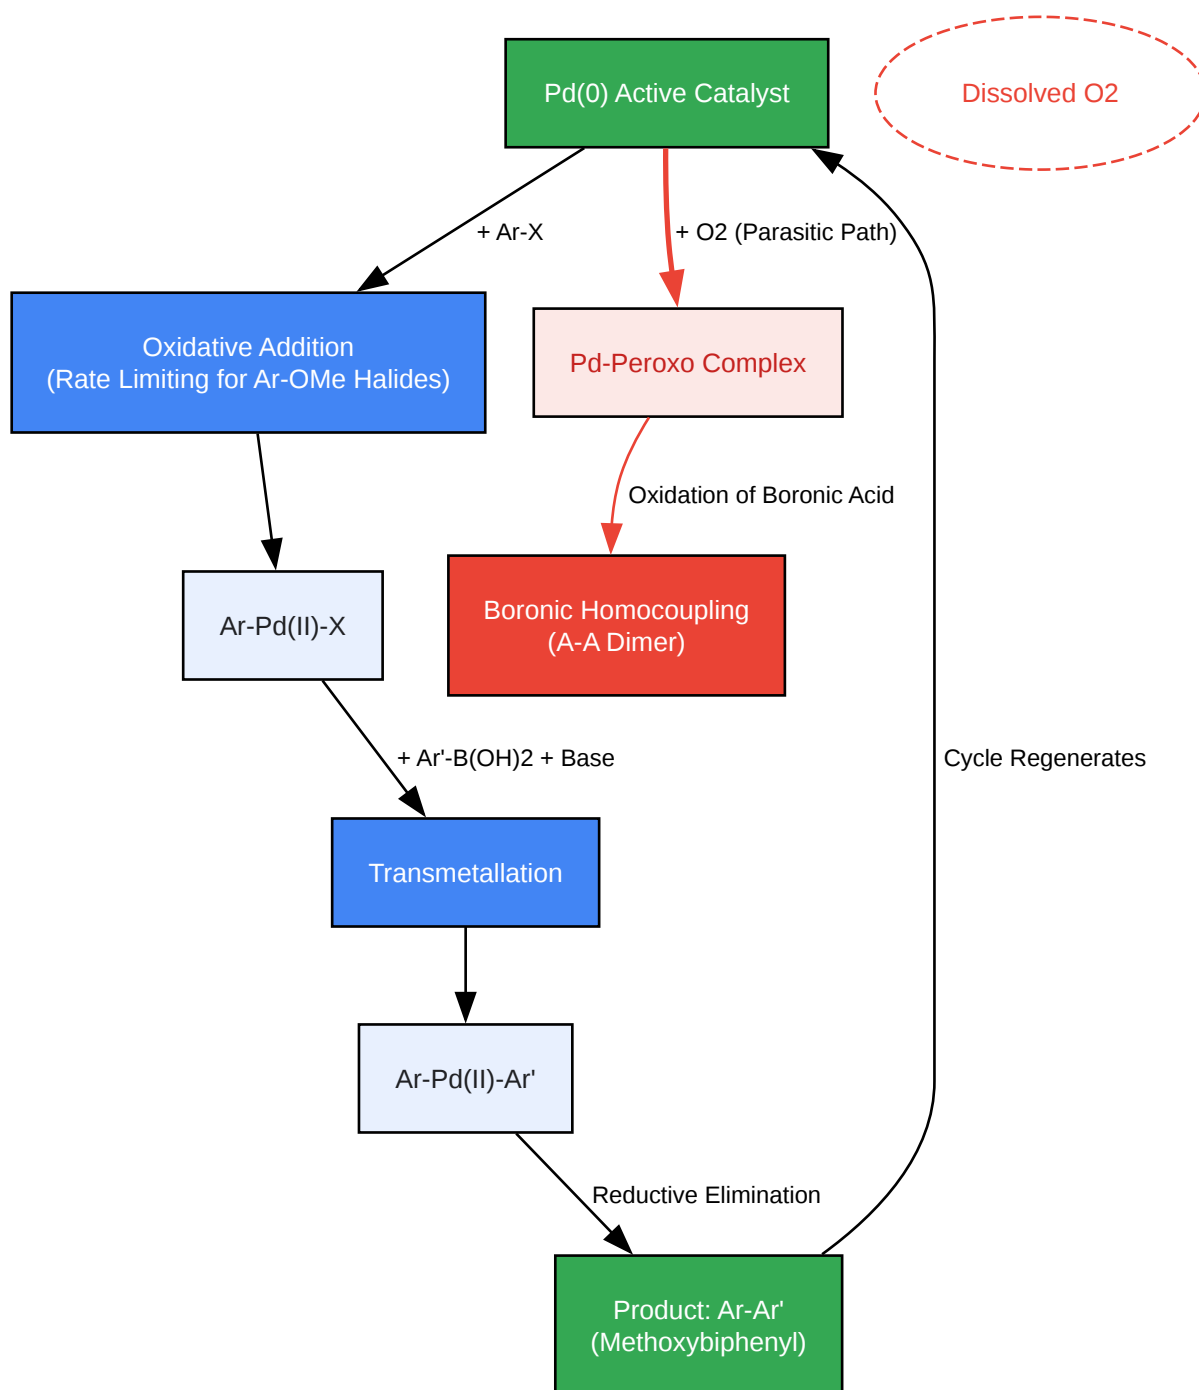 Pd(0) Active Catalyst
Dissolved O2
+ Ar-X
+ O2 (Parasitic Path)
Oxidative Addition
(Rate Limiting for Ar-OMe Halides)
Pd-Peroxo Complex
Oxidation of Boronic Acid
Ar-Pd(II)-X
Boronic Homocoupling
(A-A Dimer)
+ Ar'-B(OH)2 + Base
Cycle Regenerates
Transmetallation
Ar-Pd(II)-Ar'
Reductive Elimination
Product: Ar-Ar'
(Methoxybiphenyl)